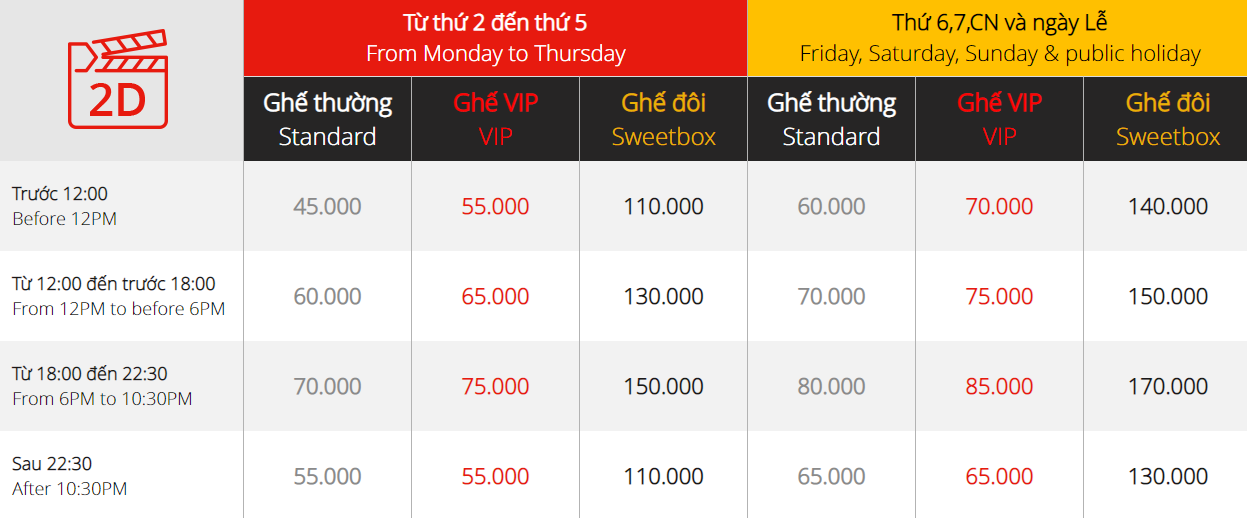 2D
Từ thứ 2 đến thứ 5
From Monday to Thursday
Thứ 6,7,CN và ngày Lễ
Friday, Saturday, Sunday & public holiday
Ghế thường
Standard
Ghế VIP
VIP
Ghế đôi
Sweetbox
Ghế thường
Standard
Ghế VIP
VIP
Ghế đôi
Sweetbox
Trước 12:00
Before 12PM
45.000 55.000 110.000 60.000 70.000 140.000
Từ 12:00 đến trước 18:00
From 12PM to before 6PM
60.000 65.000 130.000 70.000 75.000 150.000
Từ 18:00 đến 22:30
From 6PM to 10:30PM
70.000 75.000 150.000 80.000 85.000 170.000
Sau 22:30
After 10:30PM
55.000 55.000 110.000 65.000 65.000 130.000